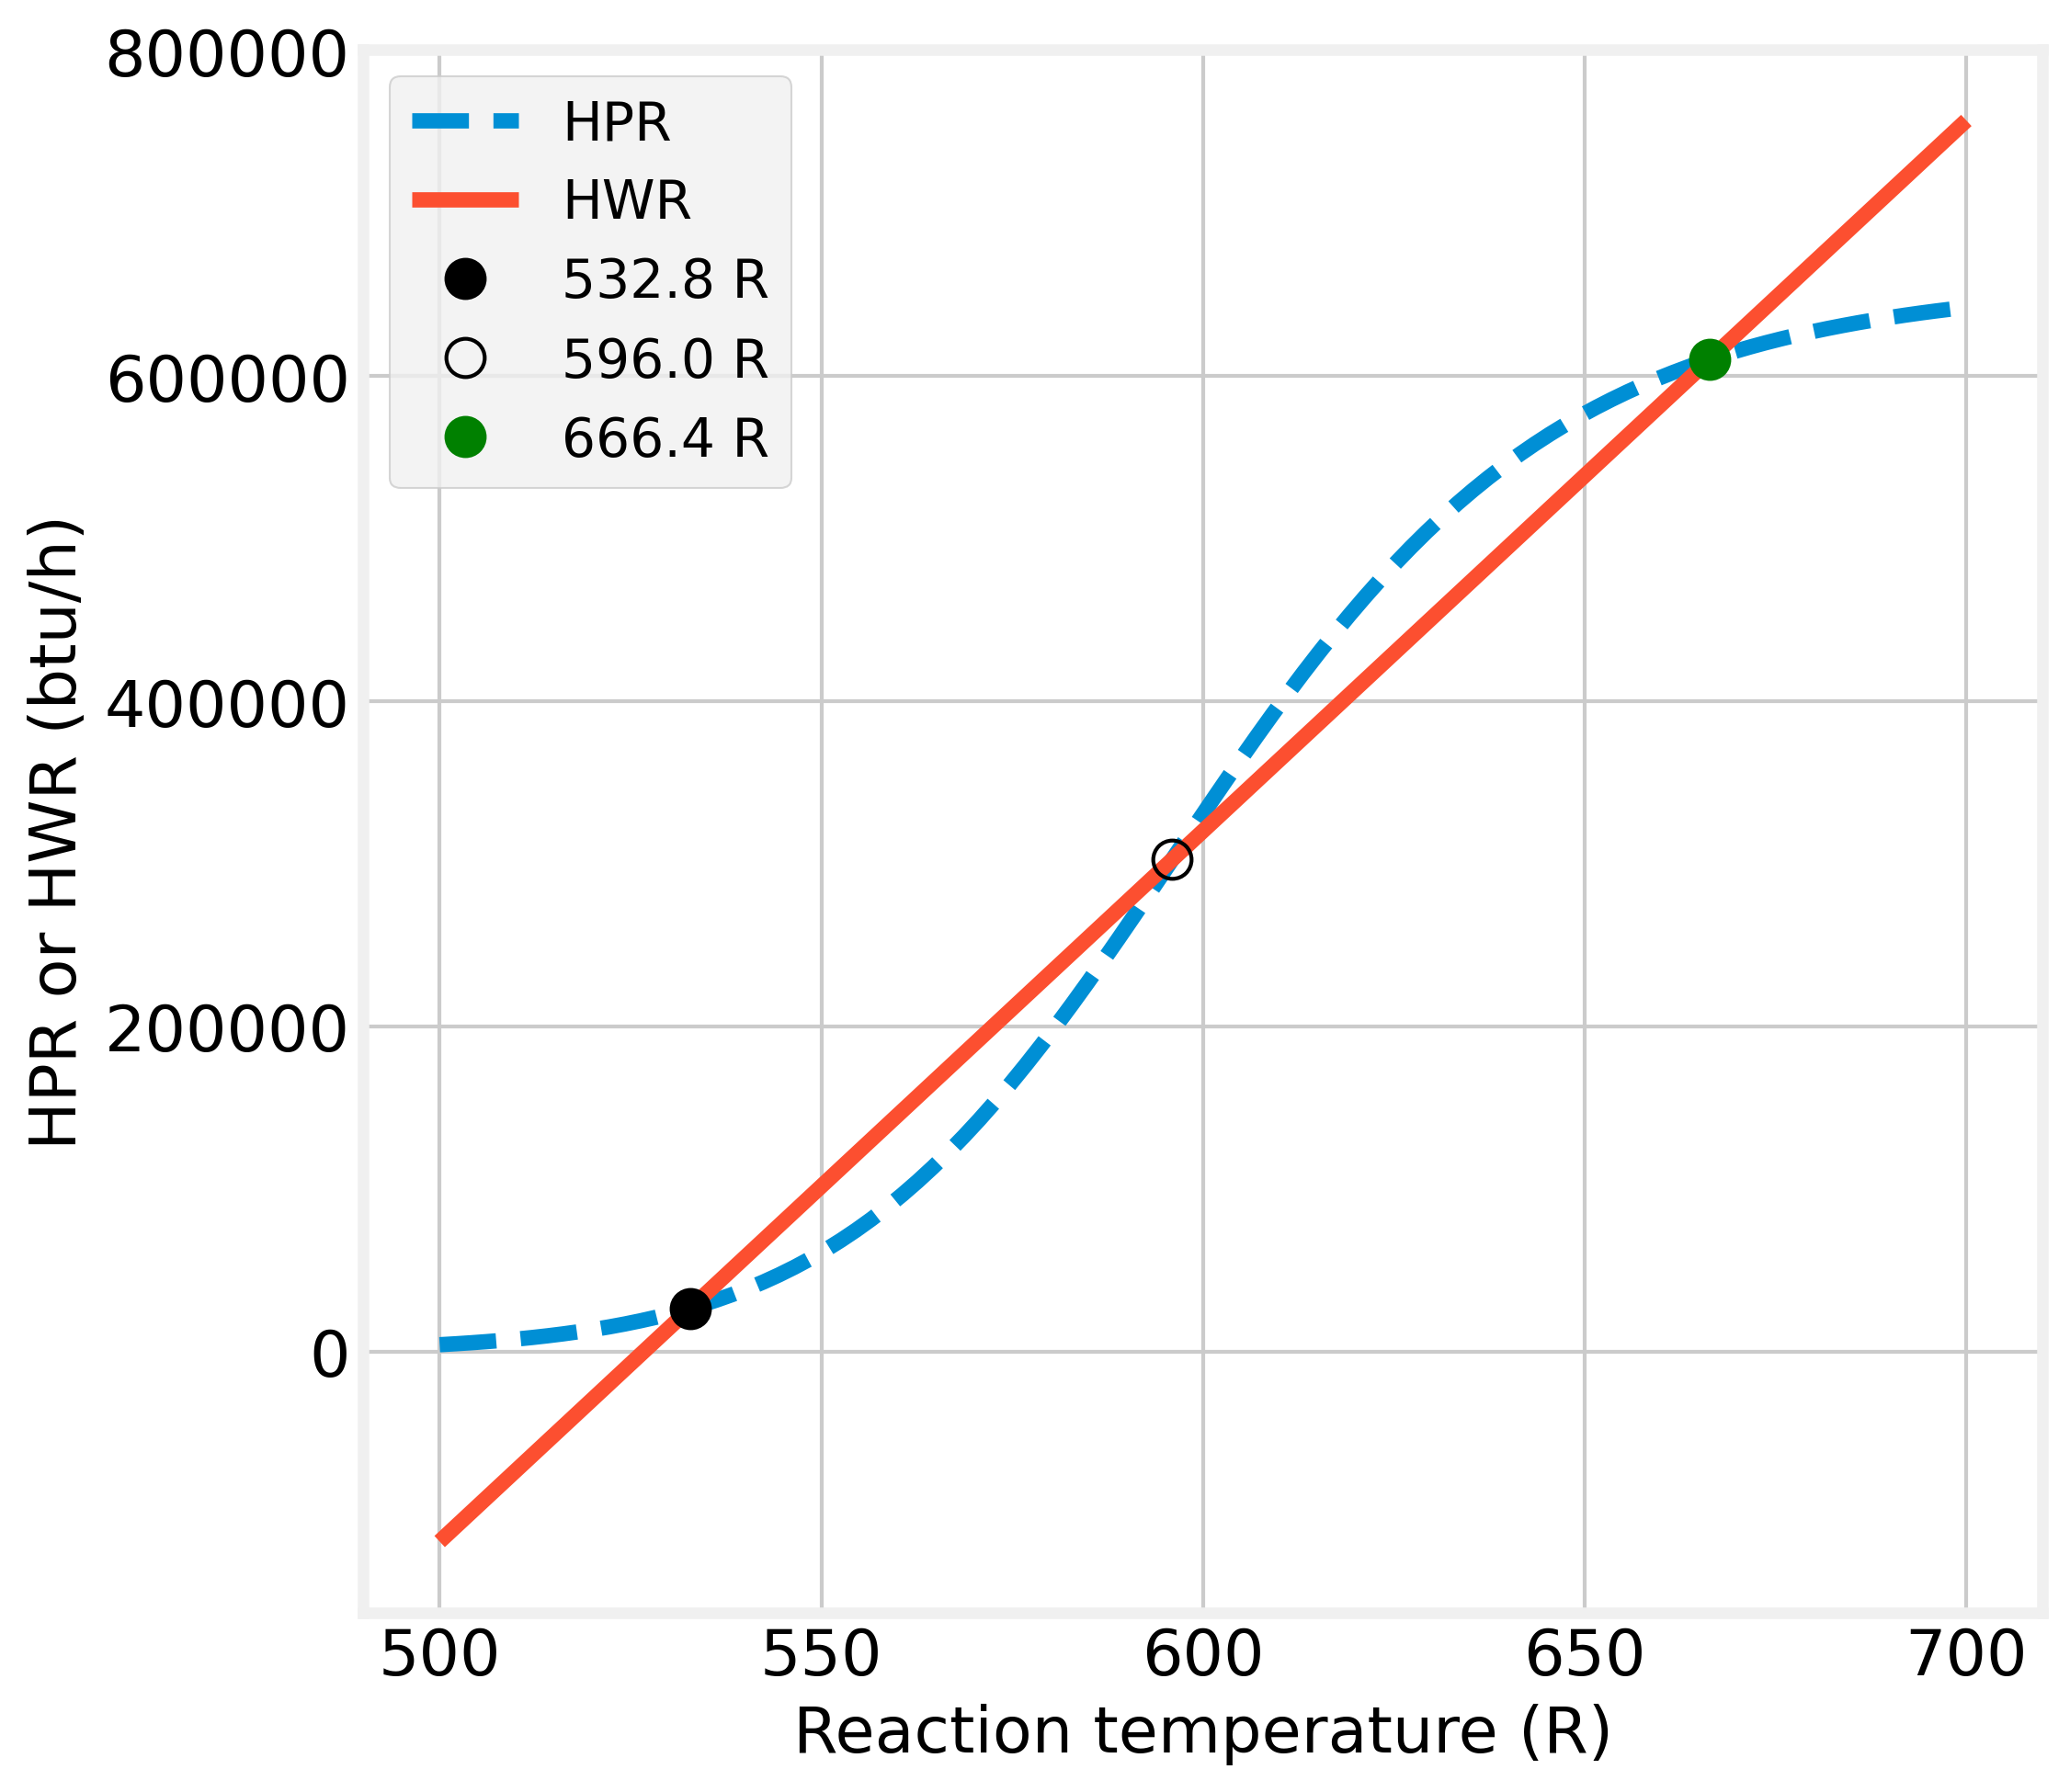 800000
600000
400000
200000
0
HPR or HWR (btu/h)
HPR
HWR
532.8 R
596.0 R
666.4 R
500 550 600 650 700
Reaction temperature (R)